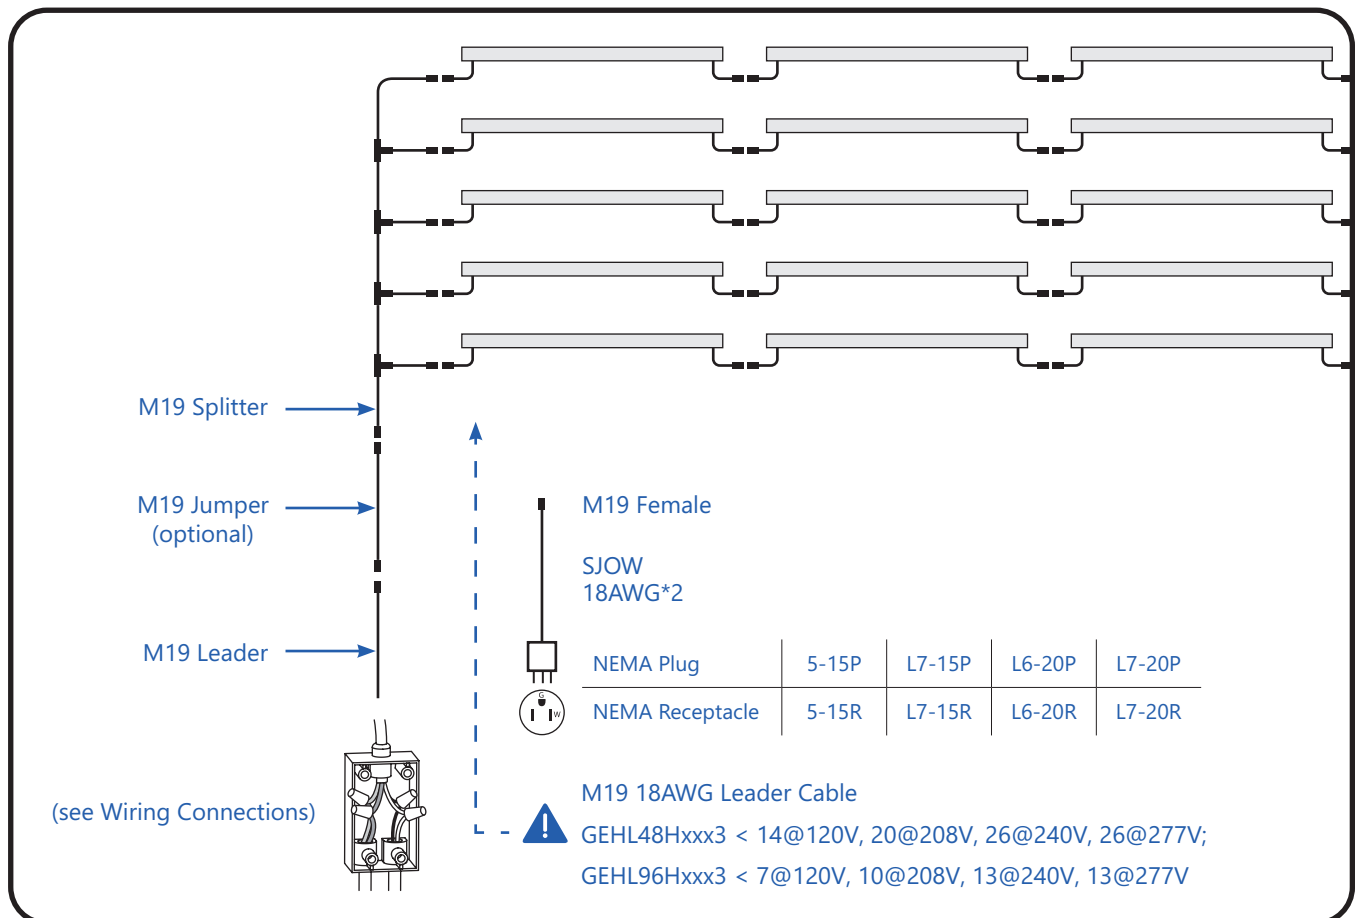 M19 Splitter
M19 Jumper
(optional)
M19 Leader
(see Wiring Connections)
M19 Female
SJOW
18AWG*2
NEMA Plug 5-15P L7-15P L6-20P L7-20P
G
W
NEMA Receptacle 5-15R L7-15R L6-20R L7-20R
M19 18AWG Leader Cable
GEHL48Hxxx3 < 14@120V, 20@208V, 26@240V, 26@277V;
GEHL96Hxxx3 < 7@120V, 10@208V, 13@240V, 13@277V